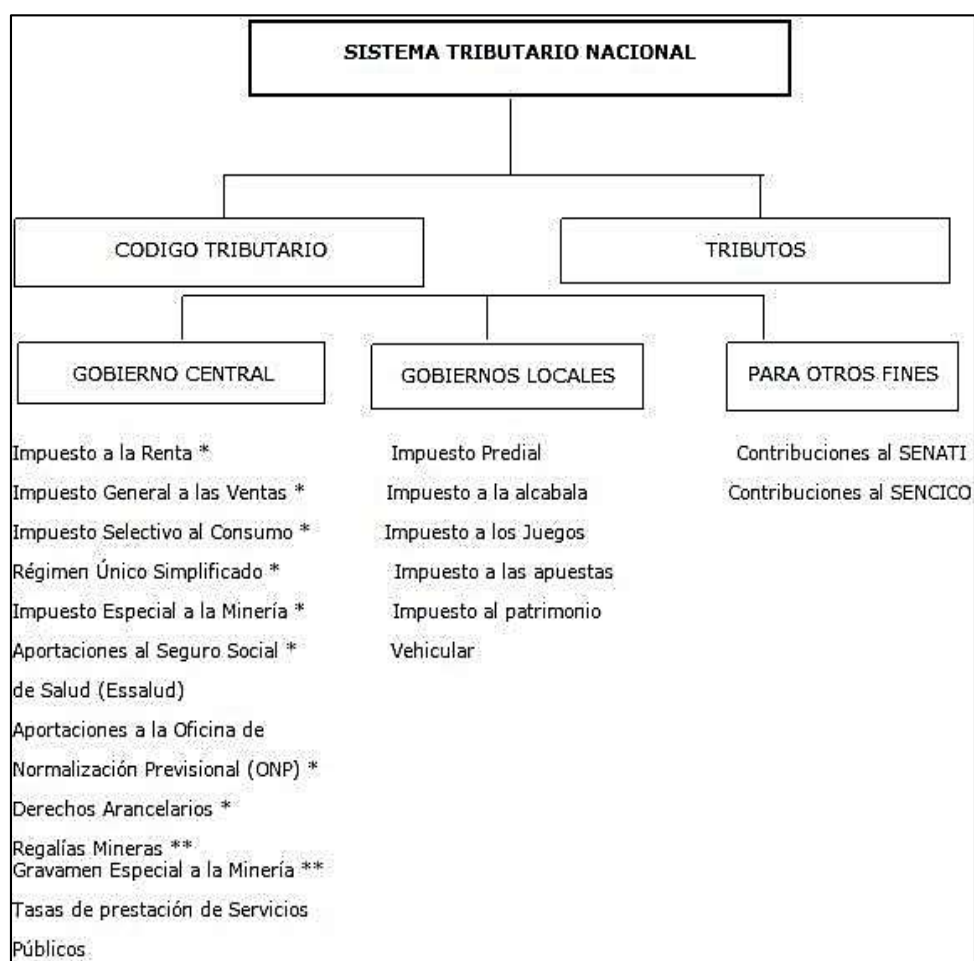 SISTEMA TRIBUTARIO NACIONAL
CODIGO TRIBUTARIO
TRIBUTOS
GOBIERNO CENTRAL
GOBIERNOS LOCALES
PARA OTROS FINES
Impuesto a la Renta *
Impuesto General a las Ventas *
Impuesto Selectivo al Consumo *
Régimen Único Simplificado *
Impuesto Especial a la Minería *
Aportaciones al Seguro Social *
de Salud (Essalud)
Aportaciones a la Oficina de
Normalización Previsional (ONP) *
Derechos Arancelarios *
Regalías Mineras **
Gravamen Especial a la Minería **
Tasas de prestación de Servicios
Públicos
Impuesto Predial
Impuesto a la alcabala
Impuesto a los Juegos
Impuesto a las apuestas
Impuesto al patrimonio
Vehicular
Contribuciones al SENATI
Contribuciones al SENCICO